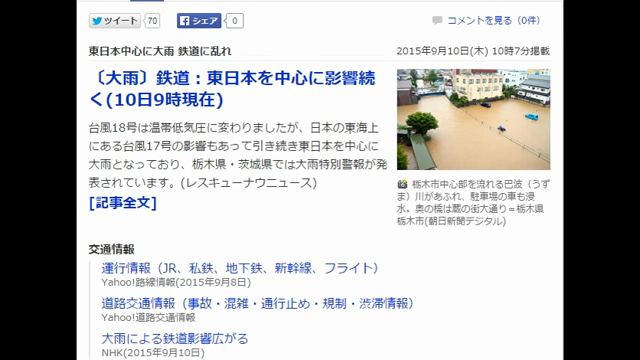 ツイート 70 シェア 0 コメントを見る（0件）
東日本中心に大雨 鉄道に乱れ 2015年9月10日(木) 10時7分掲載
〔大雨〕鉄道：東日本を中心に影響続
く(10日9時現在)
台風18号は温帯低気圧に変わりましたが、日本の東海上
にある台風17号の影響もあって引き続き東日本を中心に
大雨となっており、栃木県・茨城県では大雨特別警報が発
表されています。(レスキューナウニュース)
[記事全文]
栃木市中心部を流れる巴波（うず
ま）川があふれ、駐車場の車も浸
水。奥の橋は蔵の街大通り＝栃木県
栃木市(朝日新聞デジタル)
交通情報
運行情報（JR、私鉄、地下鉄、新幹線、フライト）
Yahoo!路線情報(2015年9月8日)
道路交通情報（事故・混雑・通行止め・規制・渋滞情報）
Yahoo!道路交通情報
大雨による鉄道影響広がる
NHK(2015年9月10日)